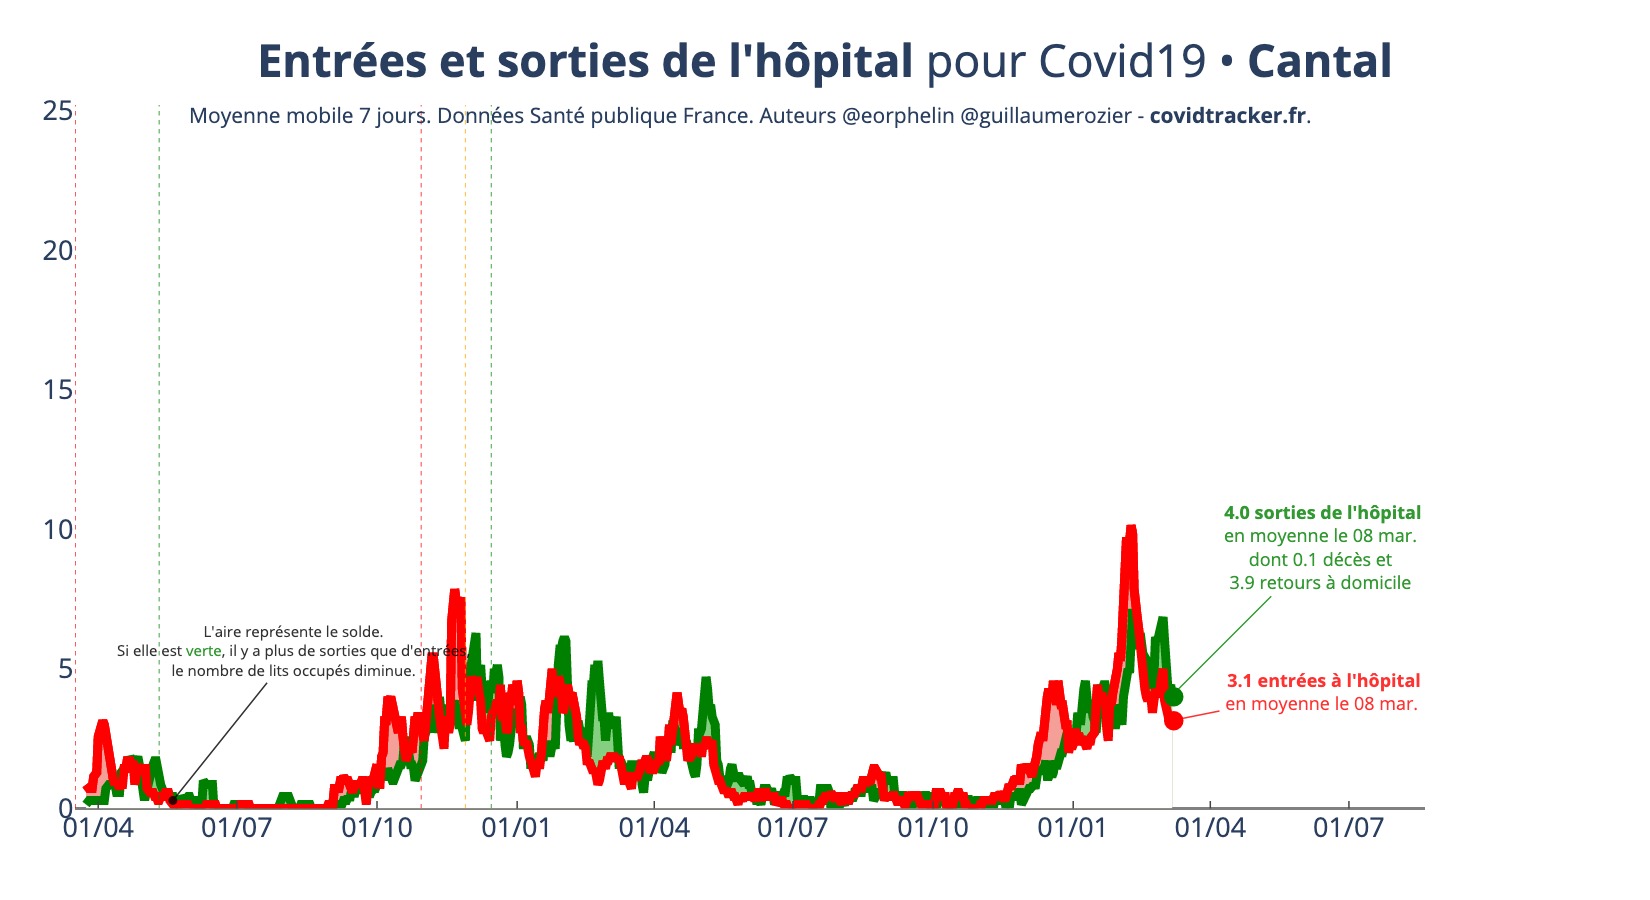 Entrées et sorties de l'hôpital pour Covid19 • Cantal
Moyenne mobile 7 jours. Données Santé publique France. Auteurs @eorphelin @guillaumerozier - covidtracker.fr.
25
20
15
10
5
0
4.0 sorties de l'hôpital
en moyenne le 08 mar.
dont 0.1 décès et
3.9 retours à domicile
L'aire représente le solde.
Si elle est verte, il y a plus de sorties que d'entrées,
le nombre de lits occupés diminue.
3.1 entrées à l'hôpital
en moyenne le 08 mar.
01/04 01/07 01/10 01/01 01/04 01/07 01/10 01/01 01/04 01/07